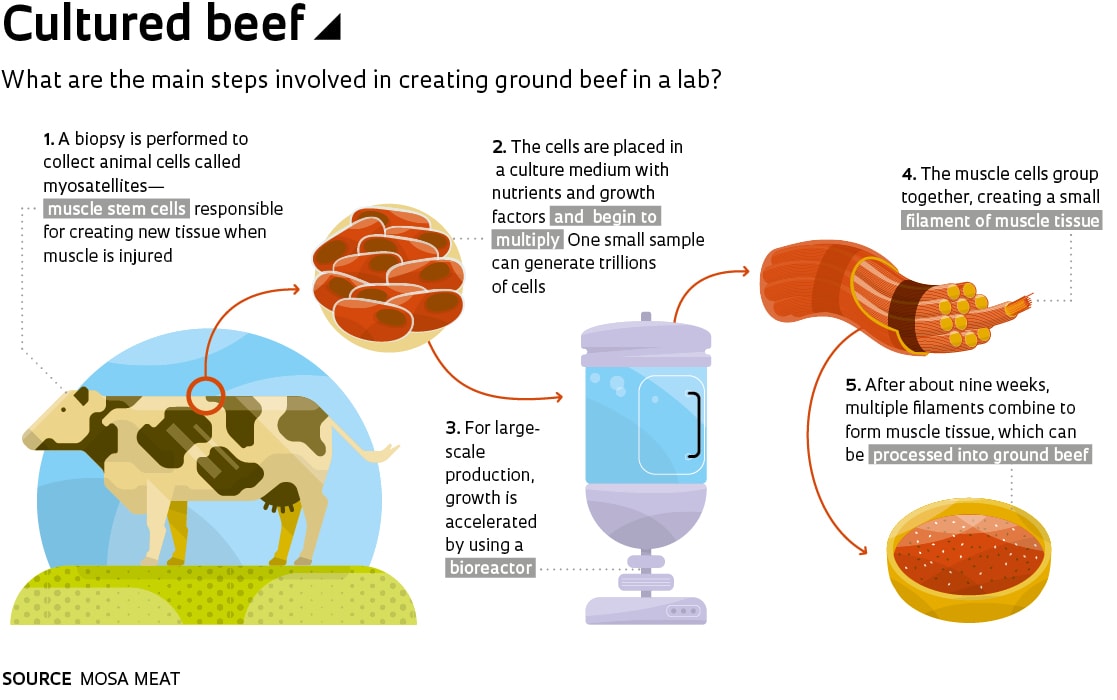 Cultured beef
What are the main steps involved in creating ground beef in a lab?
1. A biopsy is performed to
collect animal cells called
myosatellites—
muscle stem cells responsible
for creating new tissue when
muscle is injured
2. The cells are placed in
a culture medium with
nutrients and growth
factors and begin to
multiply One small sample
can generate trillions
of cells
3. For large-
scale
production,
growth is
accelerated
by using a
bioreactor
4. The muscle cells group
together, creating a small
filament of muscle tissue
5. After about nine weeks,
multiple filaments combine to
form muscle tissue, which can
be processed into ground beef
SOURCE MOSA MEAT